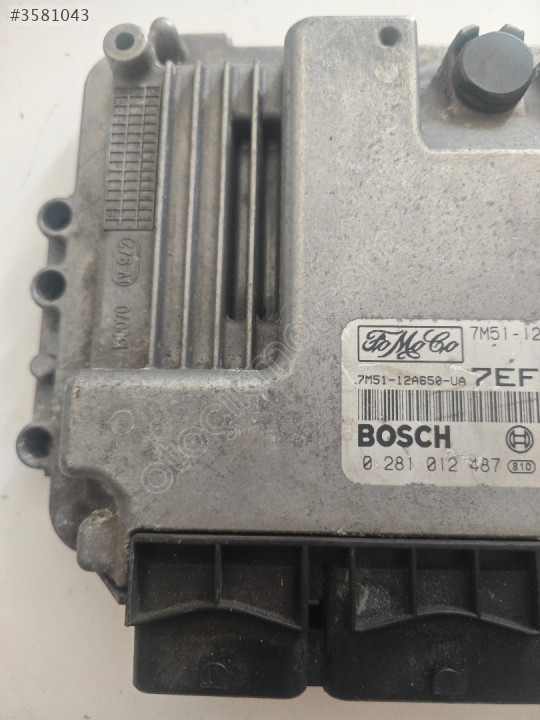 #3581043
FoMoCo 7M51-12
7M51-12A650-UA 7EF
BOSCH
0 281 012 487 810